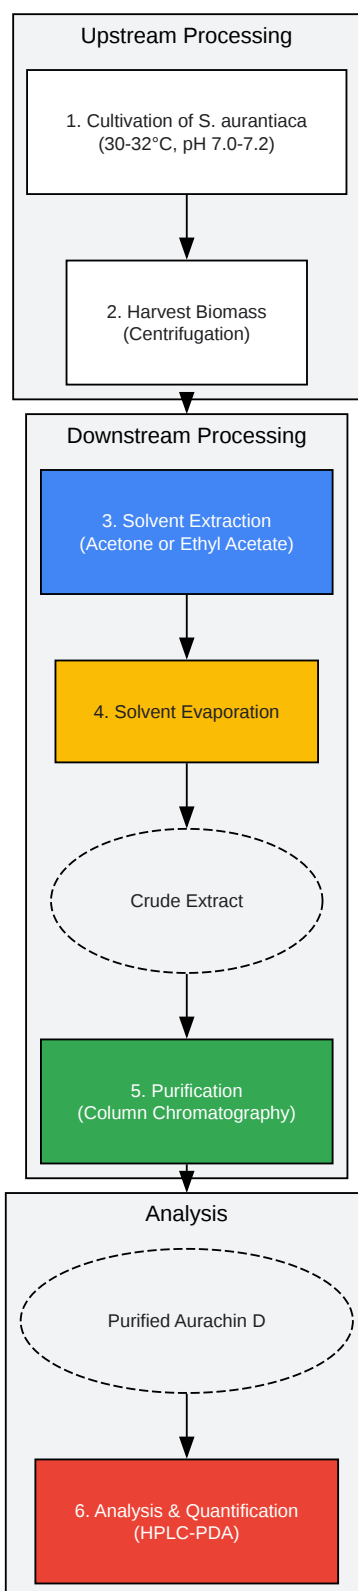 Upstream Processing
1. Cultivation of S. aurantiaca
(30-32°C, pH 7.0-7.2)
2. Harvest Biomass
(Centrifugation)
Downstream Processing
3. Solvent Extraction
(Acetone or Ethyl Acetate)
4. Solvent Evaporation
Crude Extract
5. Purification
(Column Chromatography)
Analysis
Purified Aurachin D
6. Analysis & Quantification
(HPLC-PDA)